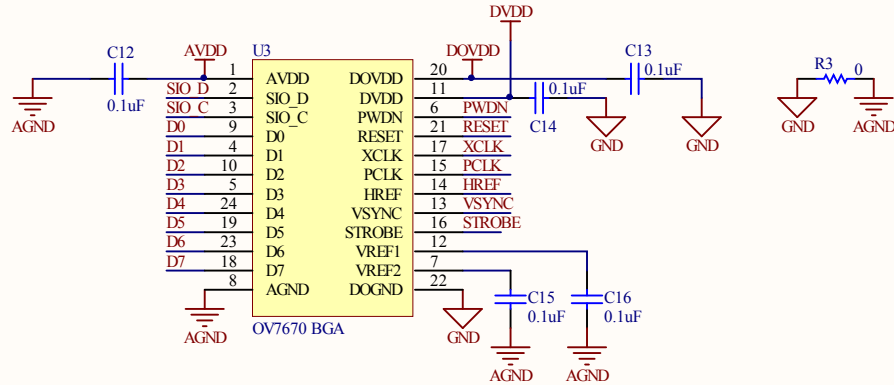 DVDD
C12
AVDD
U3
DOVDD
C13
0.1uF
AGND
1 AVDD DOVDD 20
0.1uF
0.1uF
R3
0
SIO_D 2 SIO_D DVDD 11
C14
GND
GND
GND
AGND
SIO_C 3 SIO_C PWDN 6 PWDN
D0 9 D0 RESET 21 RESET
D1 4 D1 XCLK 17 XCLK
D2 10 D2 PCLK 15 PCLK
D3 5 D3 HREF 14 HREF
D4 24 D4 VSYNC 13 VSYNC
D5 19 D5 STROBE 16 STROBE
D6 23 D6 VREF1 12
D7 18 D7 VREF2 7
8 AGND DOGND 22
C15
0.1uF
C16
0.1uF
AGND
OV7670 BGA
GND
AGND
AGND